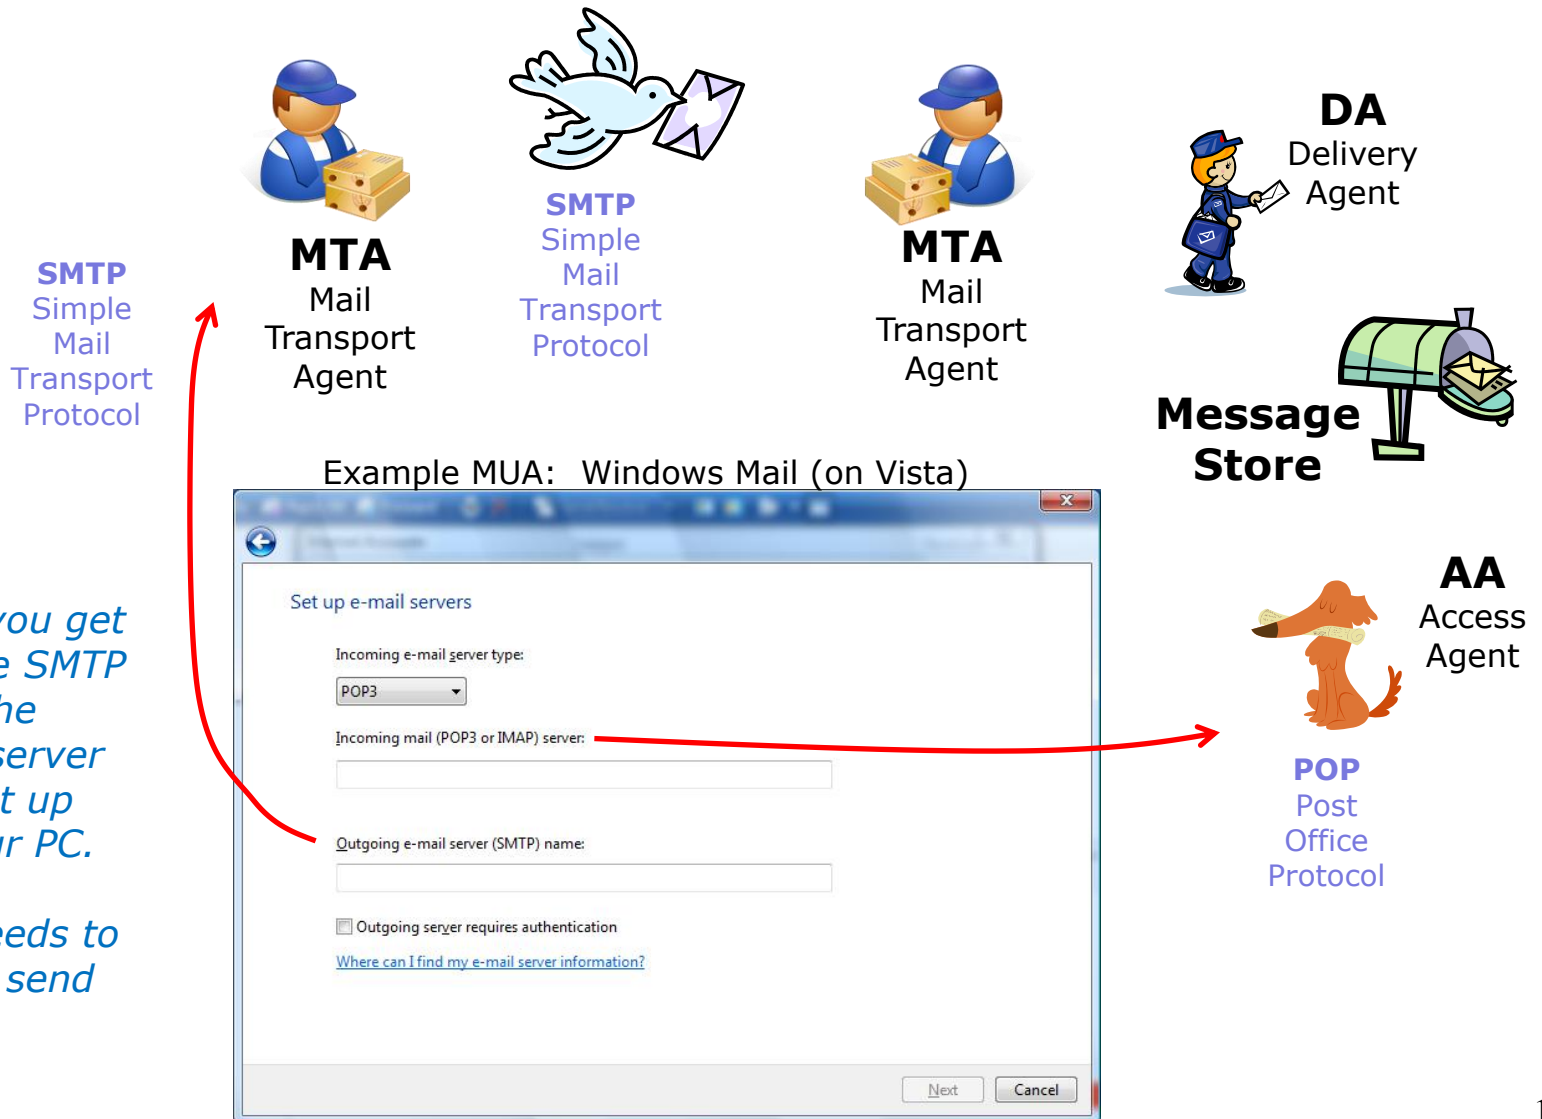 SMTP
Simple
Mail
Transport
Protocol
MTA
Mail
Transport
Agent
SMTP
Simple
Mail
Transport
Protocol
MTA
Mail
Transport
Agent
DA
Delivery
Agent
Message
Store
Example MUA:  Windows Mail (on Vista)
Set up e-mail servers
Incoming e-mail server type:
POP3
Incoming mail (POP3 or IMAP) server:
Outgoing e-mail server (SMTP) name:
Outgoing server requires authentication
Where can I find my e-mail server information?
Next Cancel
you get
SMTP
server
up
PC.
to
send
AA
Access
Agent
POP
Post
Office
Protocol
1